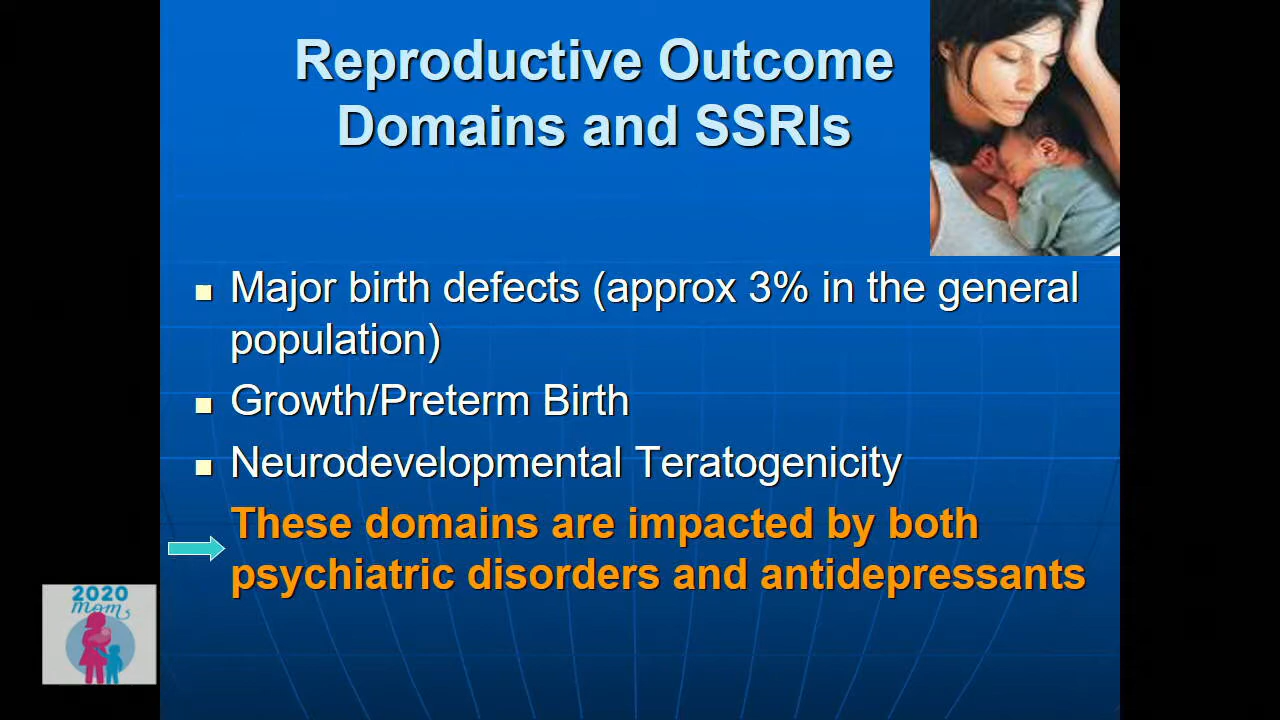 Reproductive Outcome
Domains and SSRIs
Major birth defects (approx 3% in the general
population)
Growth/Preterm Birth
Neurodevelopmental Teratogenicity
These domains are impacted by both
psychiatric disorders and antidepressants
2020
mom